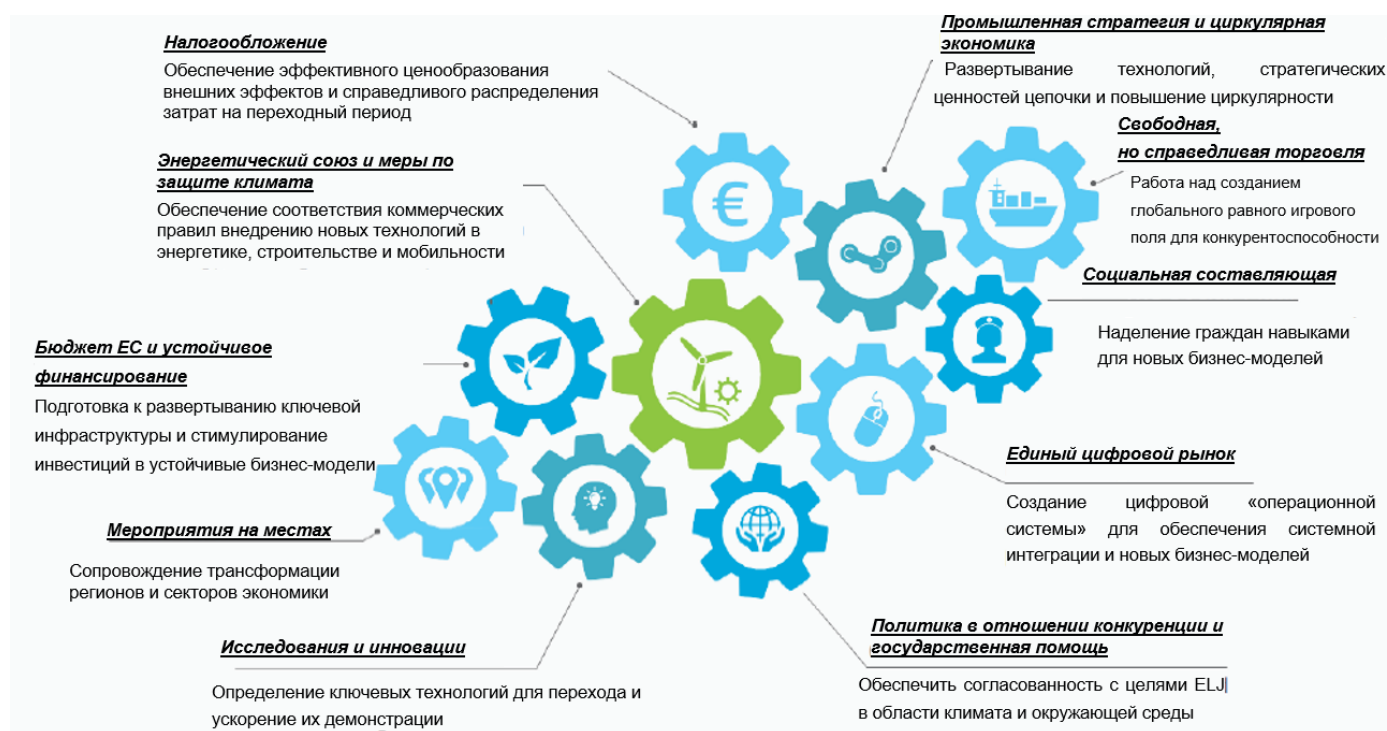 Налогообложение
Обеспечение эффективного ценообразования
внешних эффектов и справедливого распределения
затрат на переходный период
Промышленная стратегия и циркулярная
экономика
Развертывание технологий, стратегических
ценностей цепочки и повышение циркулярности
Свободная,
но справедливая торговля
Работа над созданием
глобального равного игрового
поля для конкурентоспособности
Энергетический союз и меры по
защите климата
Обеспечение соответствия коммерческих
правил внедрению новых технологий в
энергетике, строительстве и мобильности
Социальная составляющая
Наделение граждан навыками
для новых бизнес-моделей
Бюджет ЕС и устойчивое
финансирование
Подготовка к развертыванию ключевой
инфраструктуры и стимулирование
инвестиций в устойчивые бизнес-модели
Единый цифровой рынок
Создание цифровой «операционной
системы» для обеспечения системной
интеграции и новых бизнес-моделей
Мероприятия на местах
Сопровождение трансформации
регионов и секторов экономики
Исследования и инновации
Определение ключевых технологий для перехода и
ускорение их демонстрации
Политика в отношении конкуренции и
государственная помощь
Обеспечить согласованность с целями ELJ
в области климата и окружающей среды
€